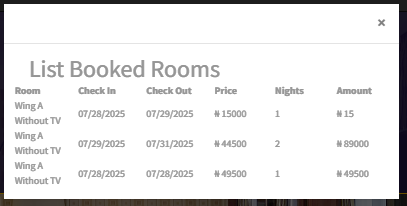 ×
List Booked Rooms
Room Check In Check Out Price Nights Amount
Wing A
Without TV 07/28/2025 07/29/2025 ₦ 15000 1 ₦ 15
Wing A
Without TV 07/29/2025 07/31/2025 ₦ 44500 2 ₦ 89000
Wing A
Without TV 07/28/2025 07/28/2025 ₦ 49500 1 ₦ 49500